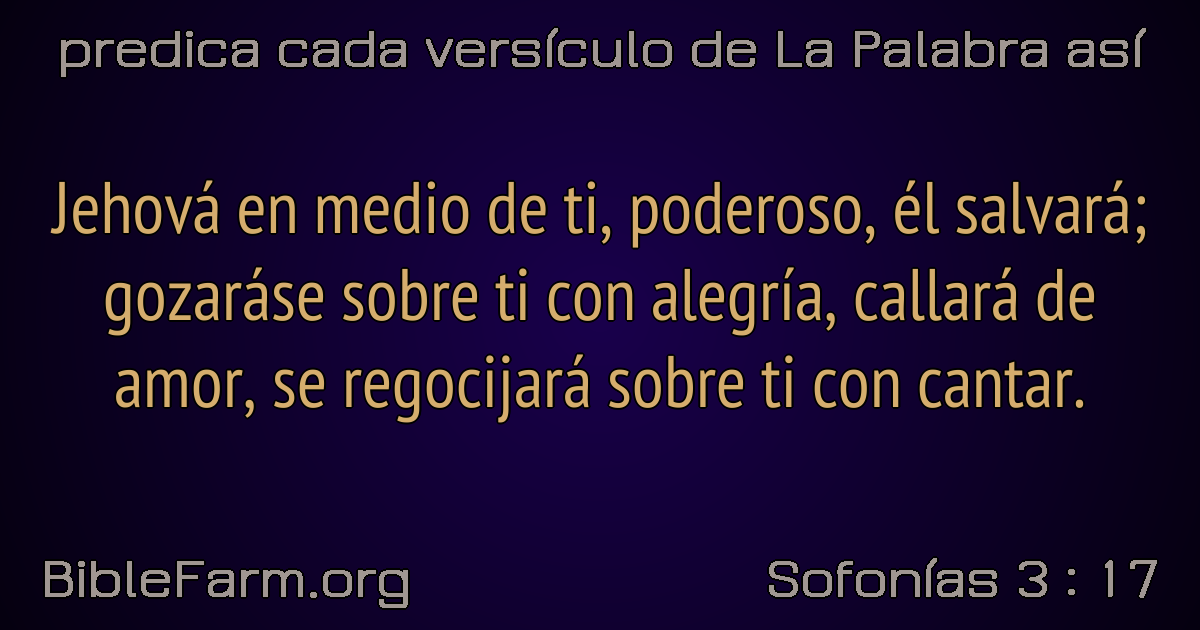 predica cada versículo de La Palabra así
Jehová en medio de ti, poderoso, él salvará;
gozaráse sobre ti con alegría, callará de
amor, se regocijará sobre ti con cantar.
BibleFarm.org
Sofonías 3 : 17